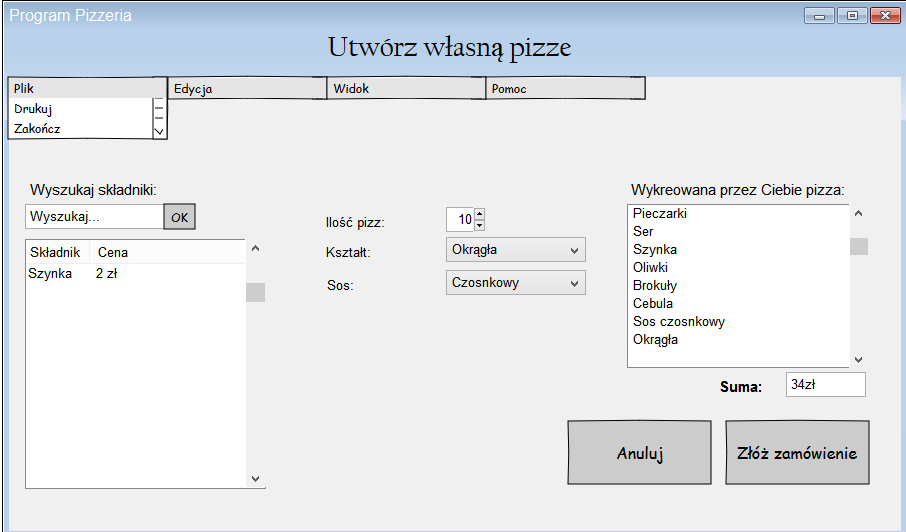 Program Pizzeria
Utwórz własną pizze
Plik
Edycja
Widok
Pomoc
Drukuj
Zakończ
Wyszukaj składniki:
Wyszukaj...
OK
Składnik Cena
Szynka 2 zł
Ilość pizz:
10
Kształt:
Okrągła
Sos:
Czosnkowy
Wykreowana przez Ciebie pizza:
Pieczarki
Ser
Szynka
Oliwki
Brokuły
Cebula
Sos czosnkowy
Okrągła
Suma:
34zł
Anuluj
Złóż zamówienie